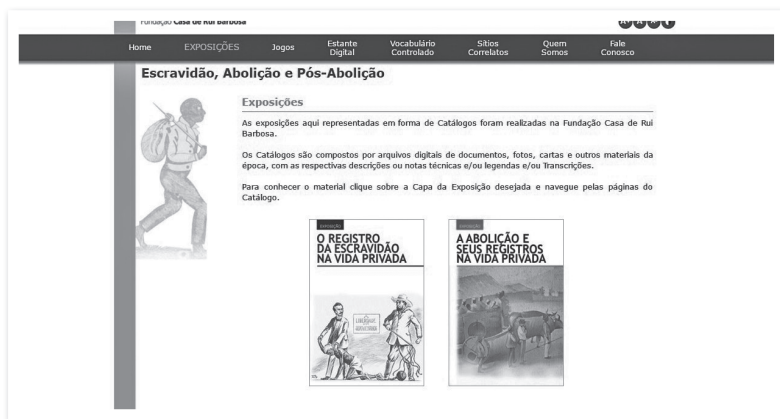 Fundação Casa de Rui Barbosa
Home
EXPOSIÇÕES
Jogos
Estante
Digital
Vocabulário
Controlado
Sítios
Correlatos
Quem
Somos
Fale
Conosco
Escravidão, Abolição e Pós-Abolição
Exposições
As exposições aqui representadas em forma de Catálogos foram realizadas na Fundação Casa de Rui
Barbosa.
Os Catálogos são compostos por arquivos digitais de documentos, fotos, cartas e outros materiais da
época, com as respectivas descrições ou notas técnicas e/ou legendas e/ou Transcrições.
Para conhecer o material clique sobre a Capa da Exposição desejada e navegue pelas páginas do
Catálogo.
O REGISTRO
DA ESCRAVIDÃO
NA VIDA PRIVADA
A ABOLIÇÃO E
SEUS REGISTROS
NA VIDA PRIVADA